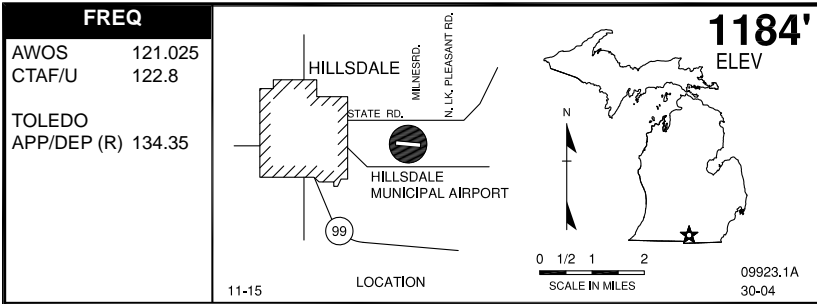 FREQ
AWOS 121.025
CTAF/U 122.8
TOLEDO
APP/DEP (R) 134.35
HILLSDALE
MILNESRD.
N. LK. PLEASANT RD.
STATE RD.
HILLSDALE
MUNICIPAL AIRPORT
99
11-15
LOCATION
1184'
ELEV
N
0 1/2 1 2
SCALE IN MILES
09923.1A
30-04